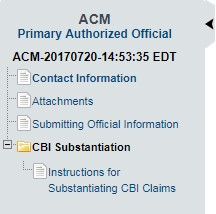 ACM
Primary Authorized Official
ACM-20170720-14:53:35 EDT
Contact Information
Attachments
Submitting Official Information
CBI Substantiation
Instructions for
Substantiating CBI Claims